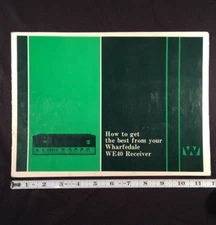 How to get
the best from your
Wharfedale
WE40 Receiver
W
1 2 3 4 5 6 7 8 9 10 11